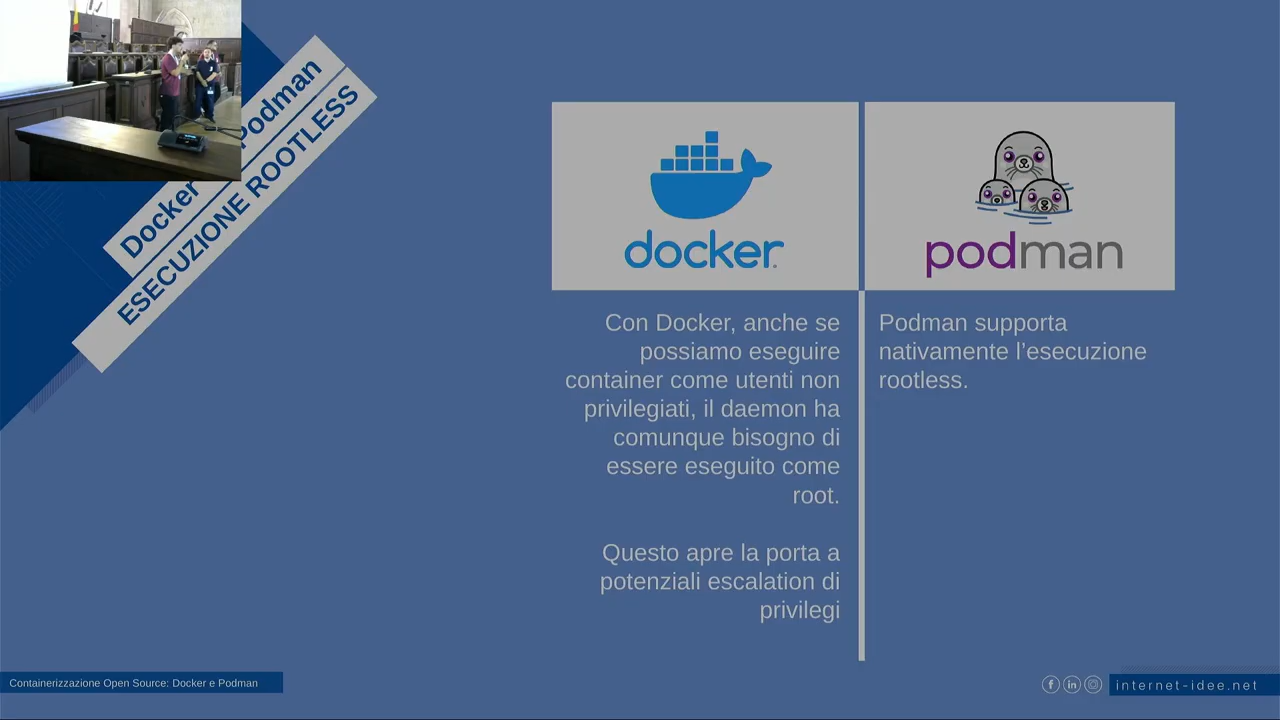 Docker Podman
ESECUZIONE ROOTLESS
docker
podman
Con Docker, anche se
possiamo eseguire
container come utenti non
privilegiati, il daemon ha
comunque bisogno di
essere eseguito come
root.
Questo apre la porta a
potenziali escalation di
privilegi
Podman supporta
nativamente l’esecuzione
rootless.
Containerizzazione Open Source: Docker e Podman
internet-idee.net